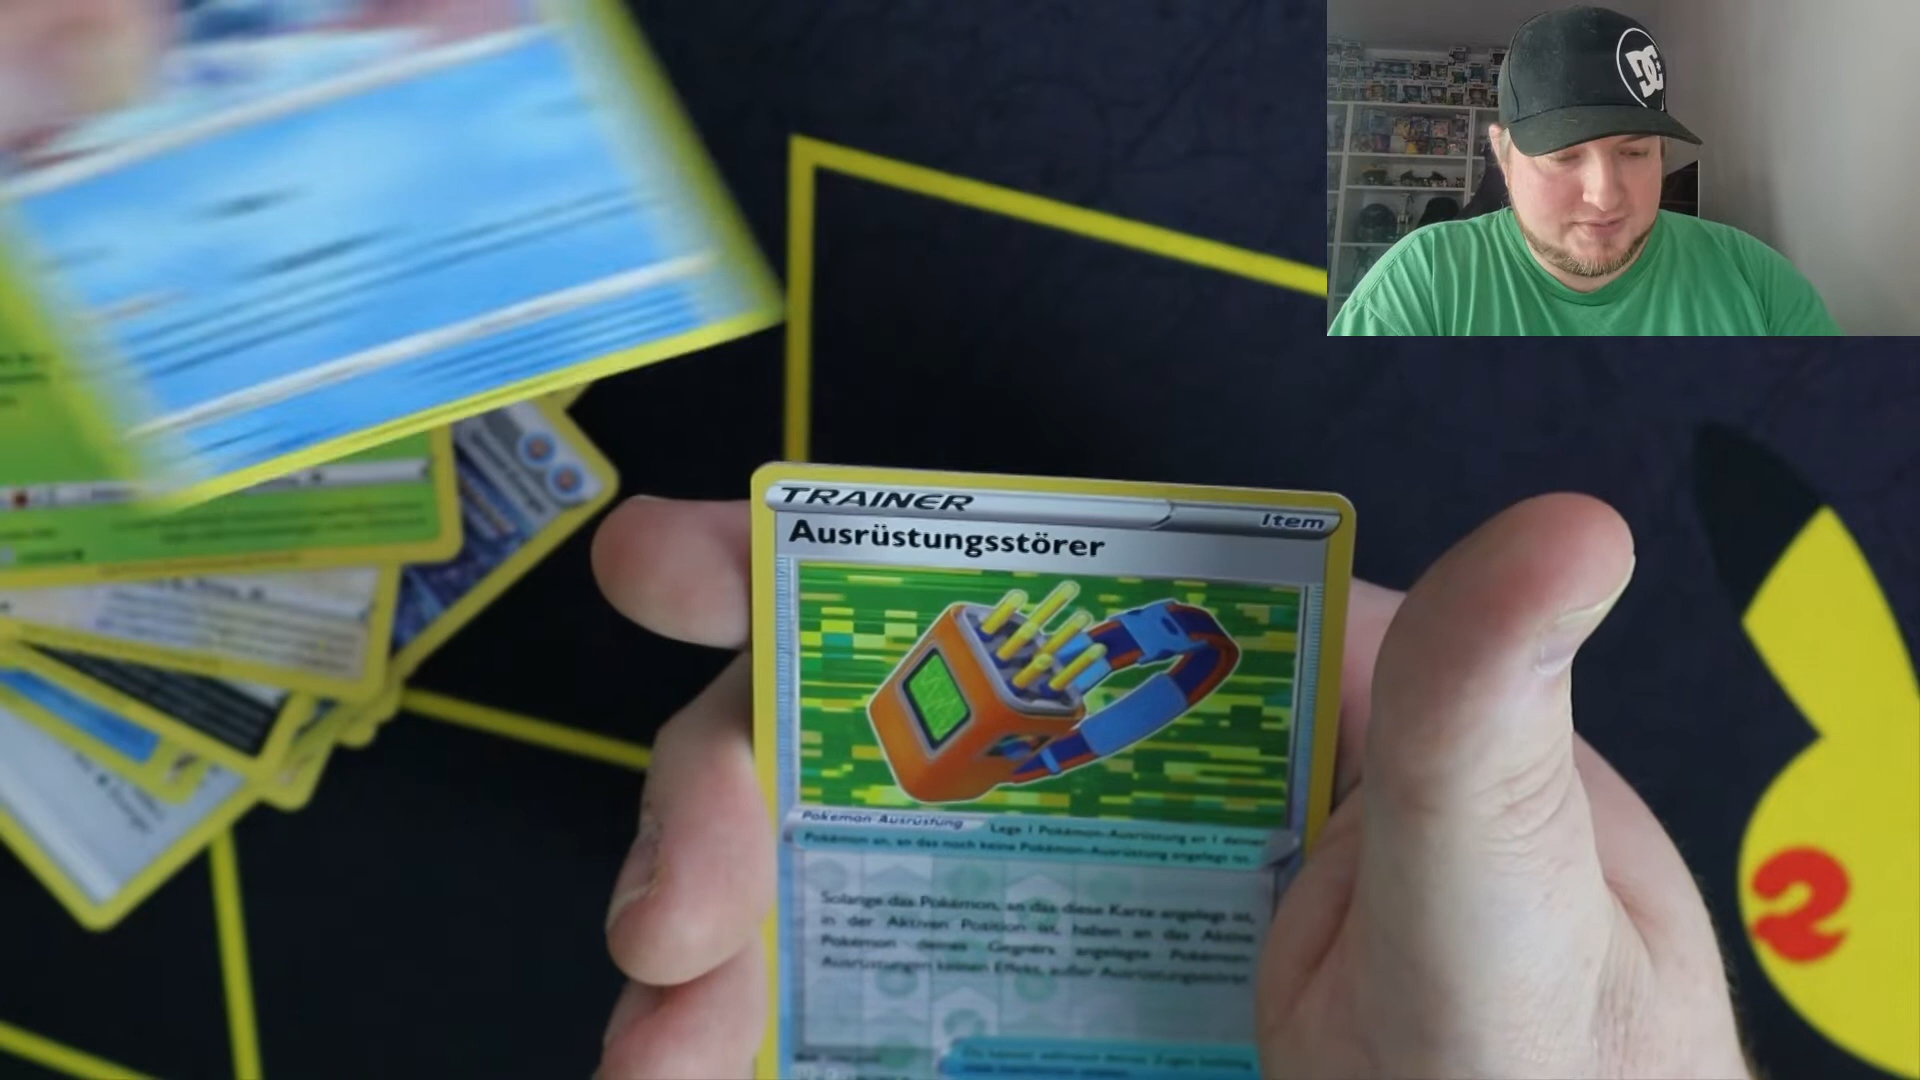 DC
TRAINER
Item
Ausrüstungsstörer
Pokémon-Ausrüstung Lege 1 Pokémon-Ausrüstung an 1 deiner
Pokémon an, an das noch keine Pokémon-Ausrüstung angelegt ist.
Solange das Pokémon, an das diese Karte angelegt ist,
in der Aktiven Position ist, haben an das Aktive
Pokémon deines Gegners angelegte Pokémon-
Ausrüstungen keinen Effekt, außer Ausrüstungsstörer.
2